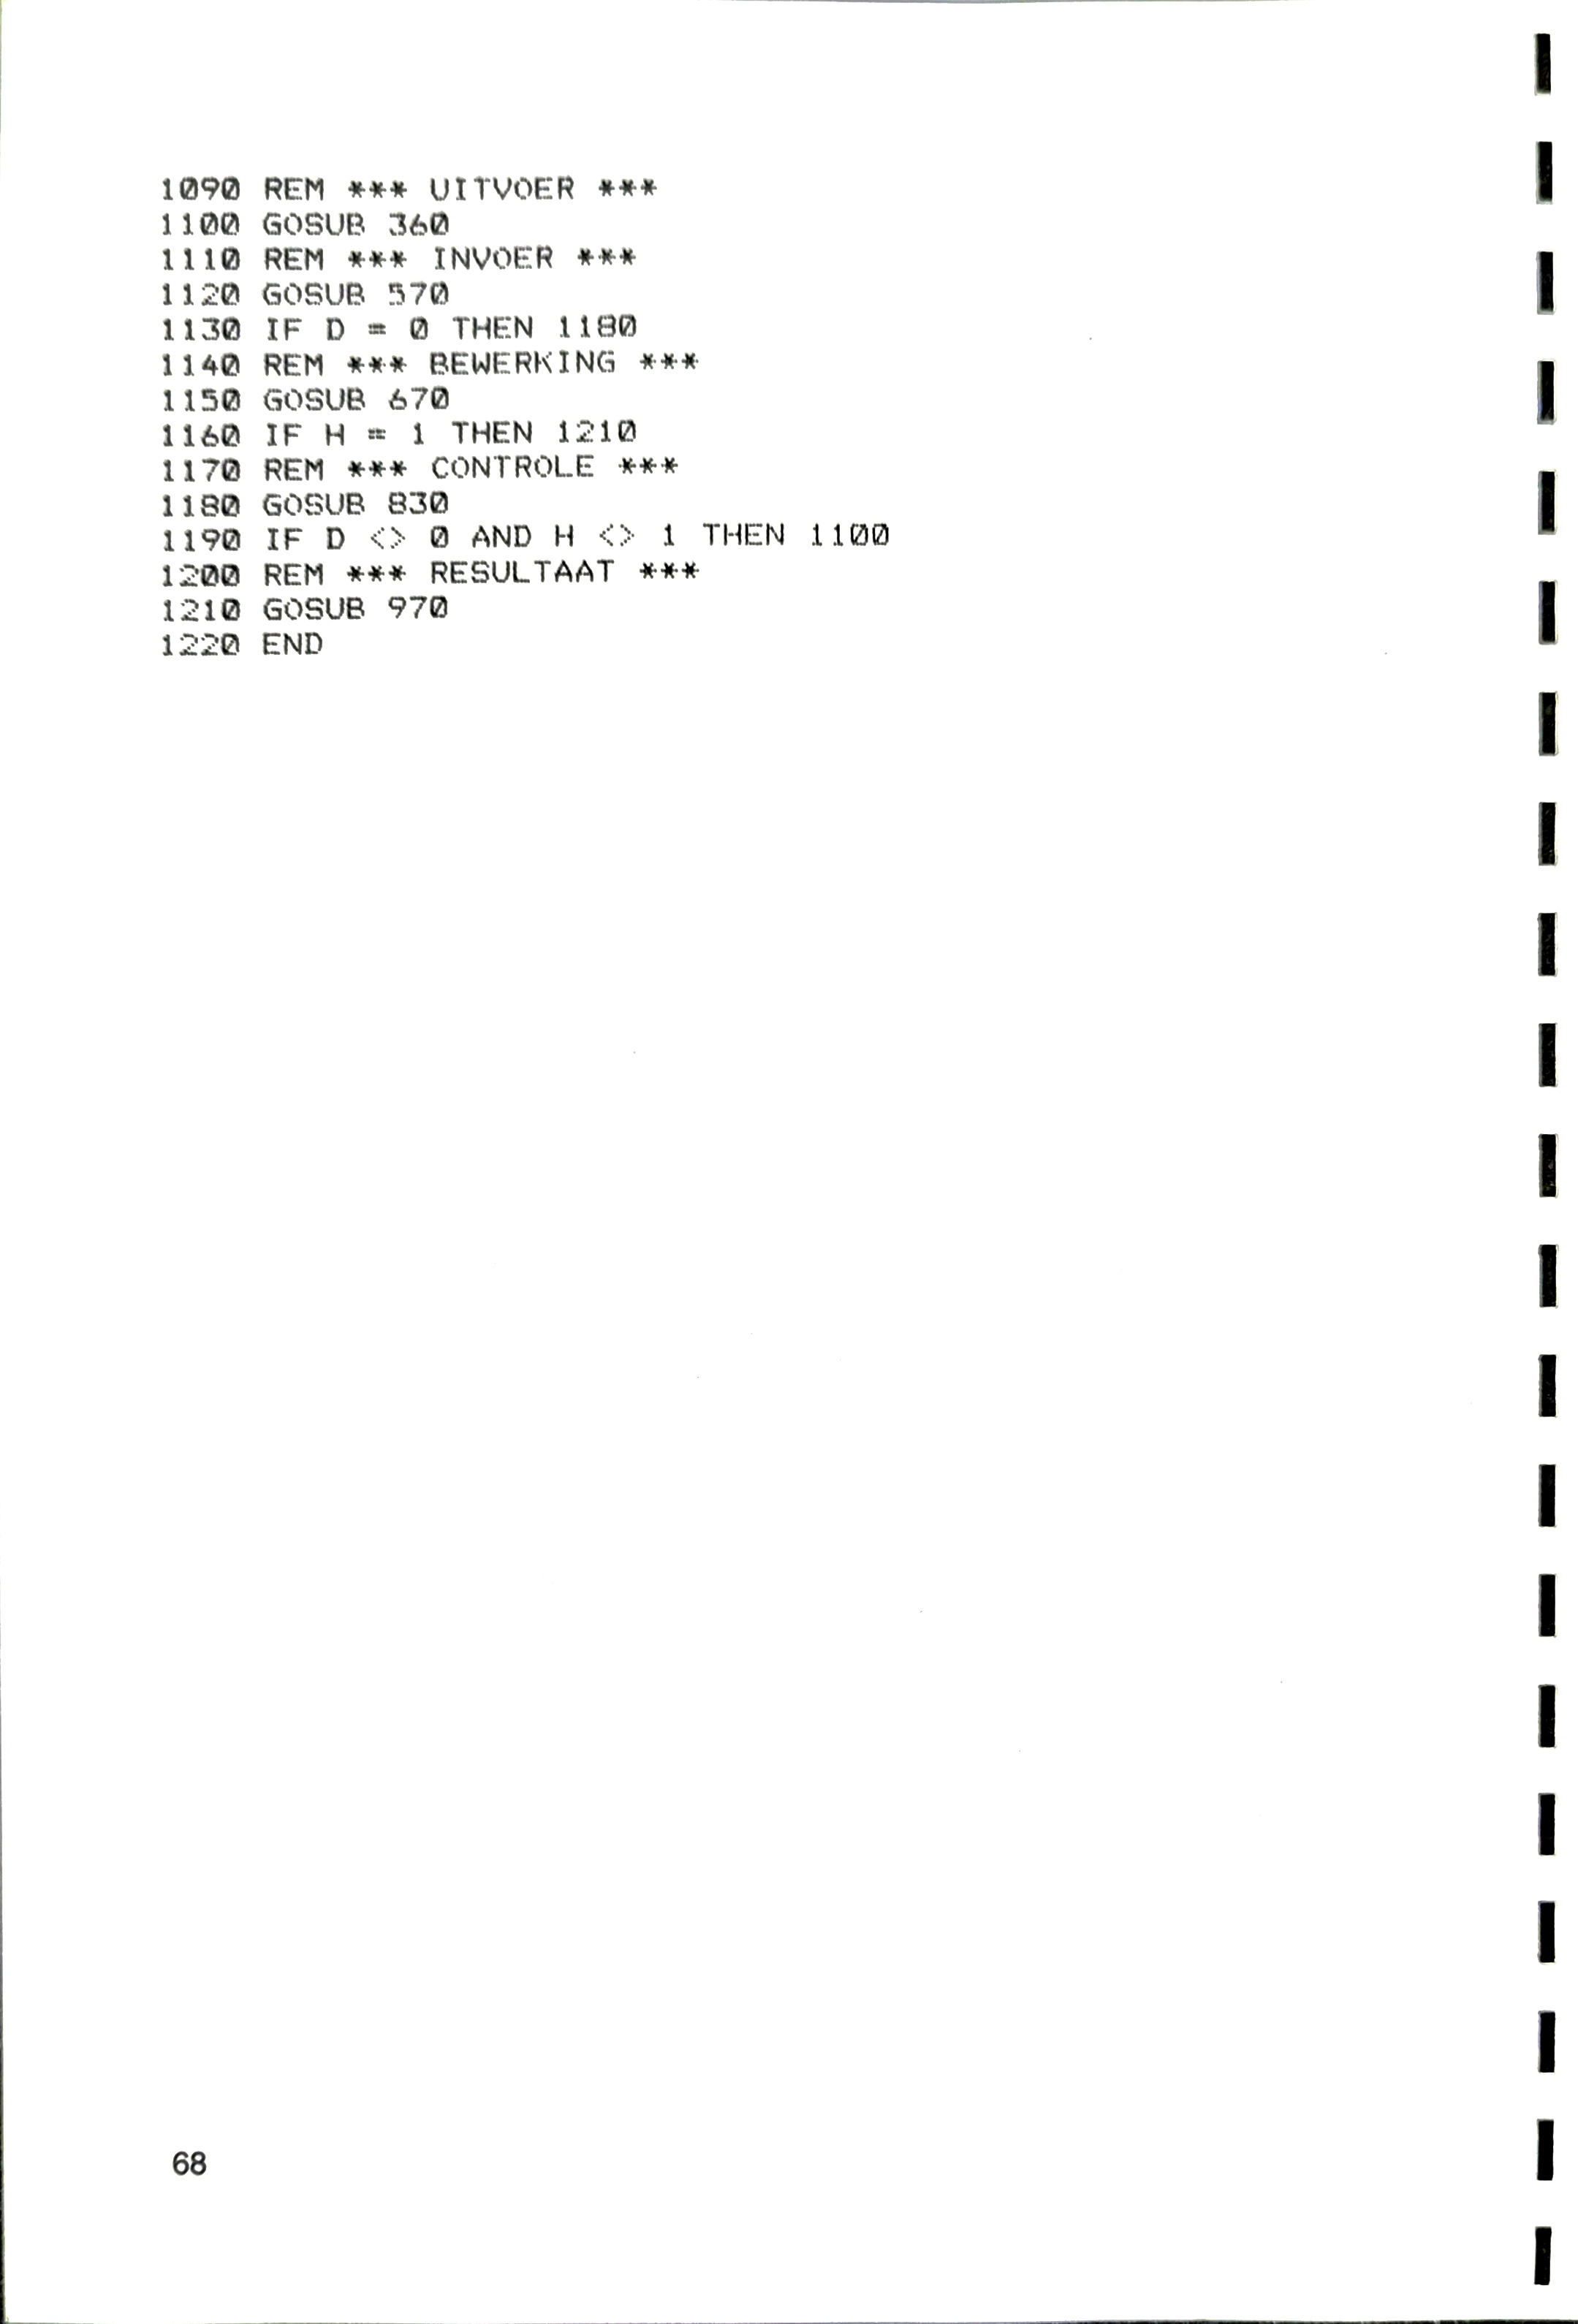 1090 REM *** UITVOER ***
1100 GOSUB 360
1110 REM *** INVOER ***
1120 GOSUB 570
1130 IF D = 0 THEN 1180
1140 REM *** BEWERKING ***
1150 GOSUB 670
1160 IF H = 1 THEN 1210
1170 REM *** CONTROLE ***
1180 GOSUB 830
1190 IF D <> 0 AND H <> 1 THEN 1100
1200 REM *** RESULTAAT ***
1210 GOSUB 970
1220 END
68